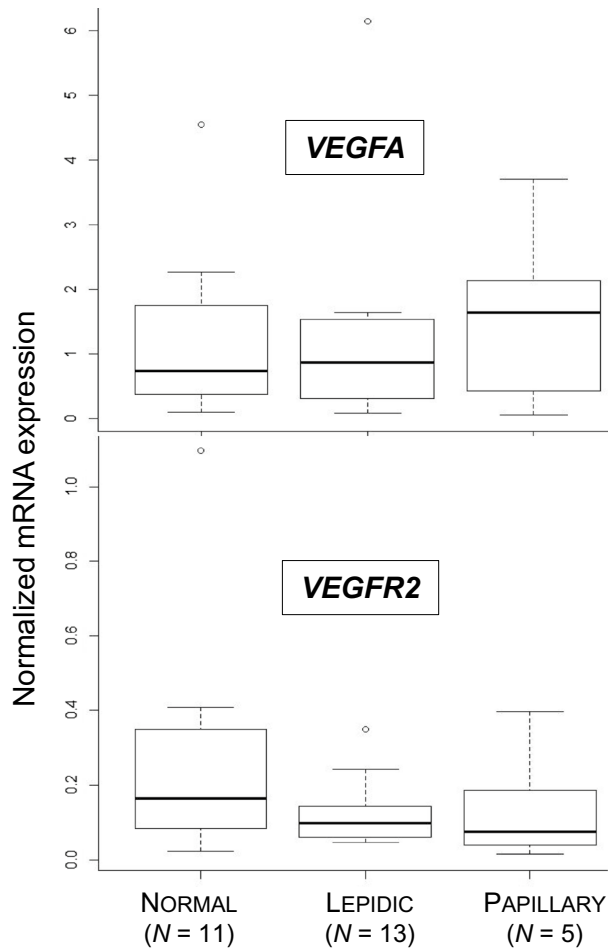 6
5
4
3
2
1
0
VEGFA
Normalized mRNA expression
1.0
0.8
0.6
0.4
0.2
0.0
VEGFR2
NORMAL LEPIDIC PAPILLARY
(N = 11) (N = 13) (N = 5)